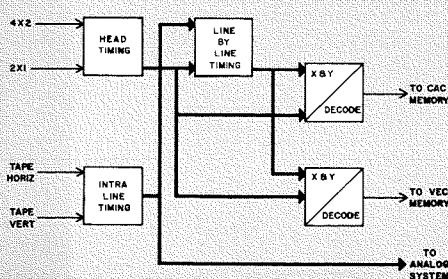 4X2
HEAD
TIMING
2X1
LINE
BY
LINE
TIMING
X & Y
DECODE
TO CAC
MEMORY
TAPE
HORIZ
TAPE
VERT
INTRA
LINE
TIMING
X & Y
DECODE
TO VEC
MEMORY
TO
ANALOG
SYSTEM